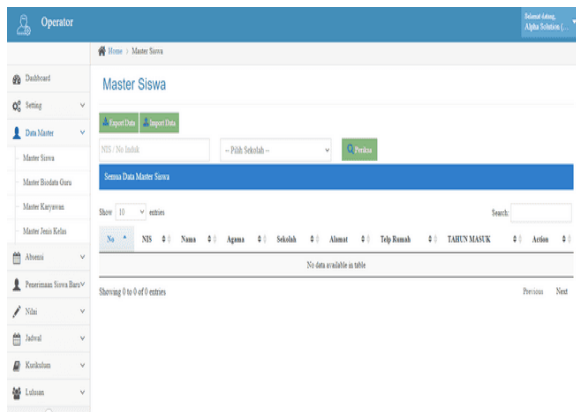 Operator
Selamat datang,
Alpha Solution (...
Home > Master Siswa
Dashboard
Setting
Data Master
Master Siswa
Master Biodata Guru
Master Karyawan
Master Jenis Kelas
Absensi
Penerimaan Siswa Baru
Nilai
Jadwal
Kurikulum
Lulusan
Master Siswa
Import Data
NIS / No Induk
-- Pilih Sekolah --
Periksa
Semua Data Master Siswa
Show 10 entries
Search:
No NIS Nama Agama Sekolah Alamat Telp Rumah TAHUN MASUK Action
No data available in table
Showing 0 to 0 of 0 entries
Previous Next